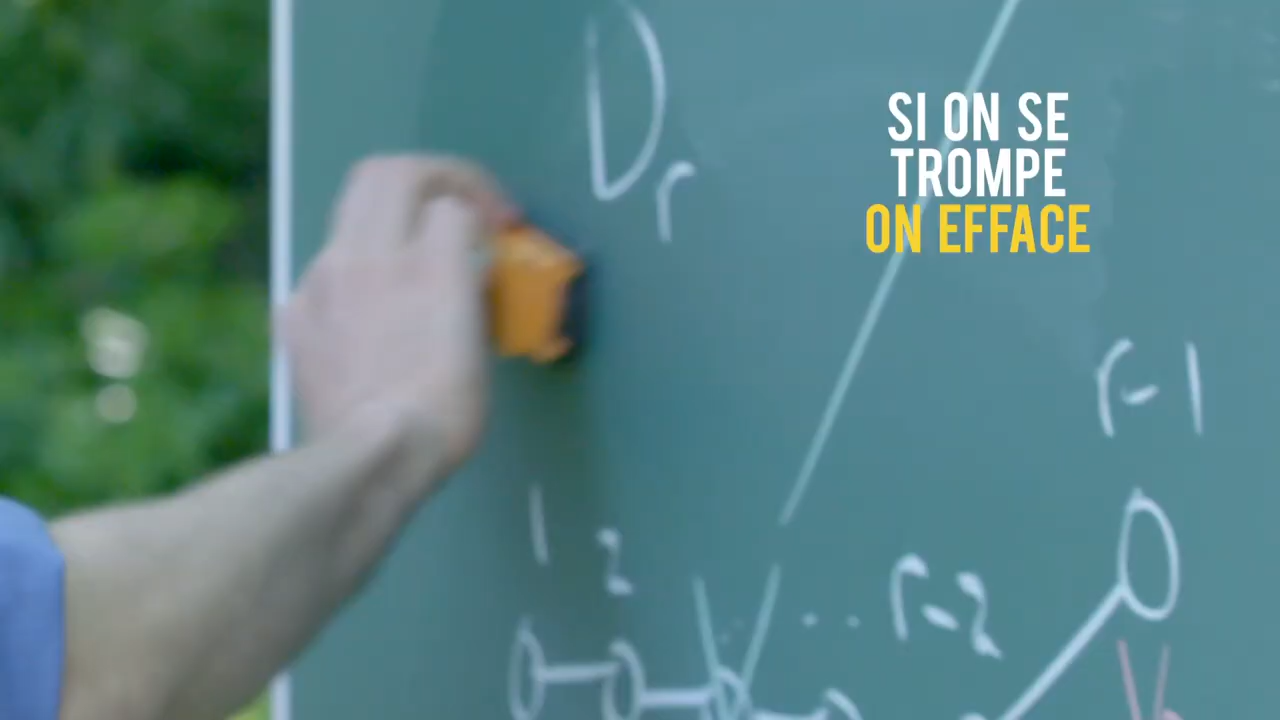 SI ON SE
TROMPE
ON EFFACE
Dr
r-1
1 2 ... r-2